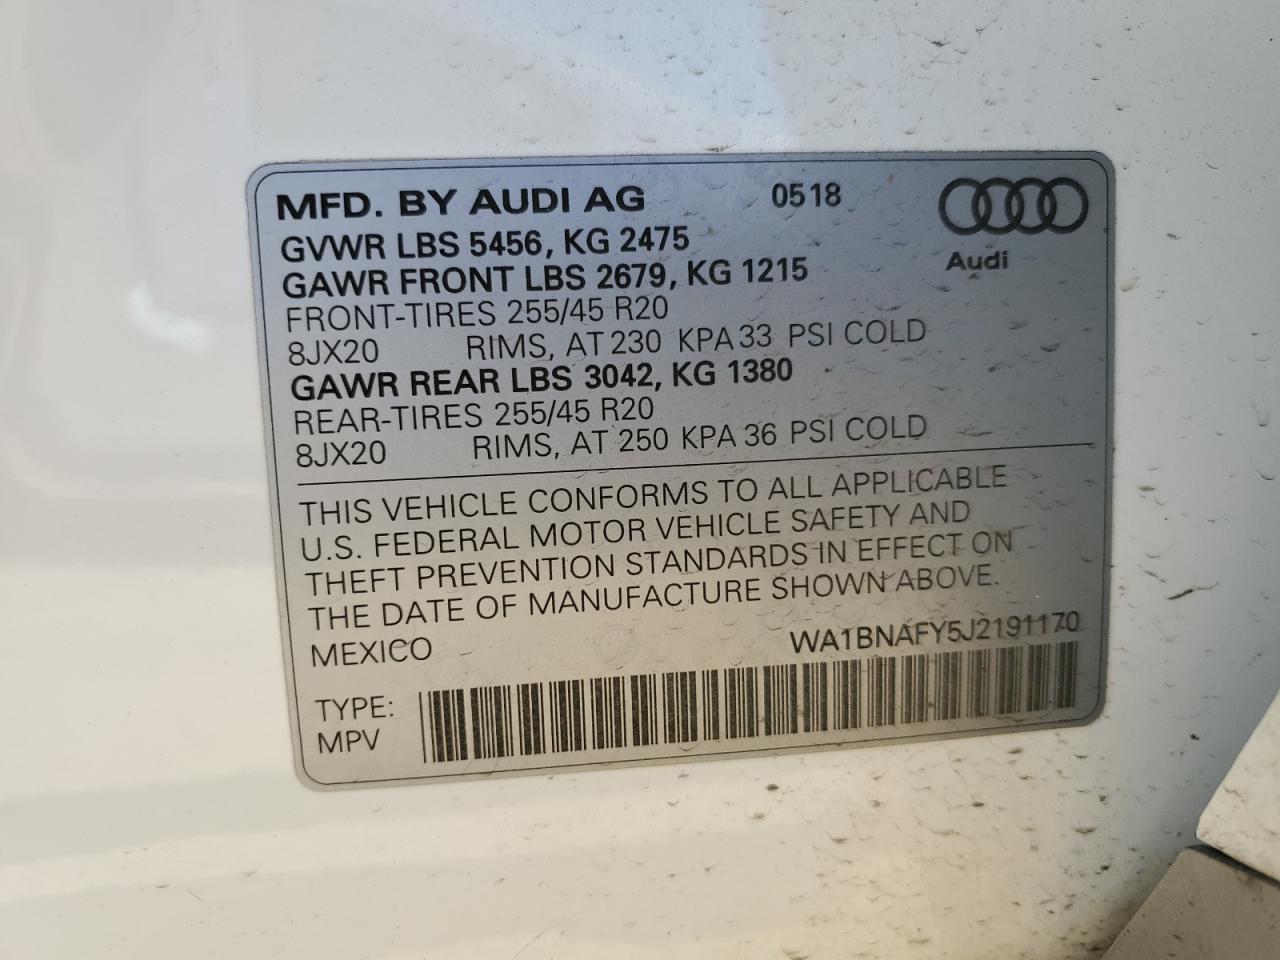 MFD. BY AUDI AG 0518
Audi
GVWR LBS 5456, KG 2475
GAWR FRONT LBS 2679, KG 1215
FRONT-TIRES 255/45 R20
8JX20 RIMS, AT 230 KPA 33 PSI COLD
GAWR REAR LBS 3042, KG 1380
REAR-TIRES 255/45 R20
8JX20 RIMS, AT 250 KPA 36 PSI COLD
THIS VEHICLE CONFORMS TO ALL APPLICABLE
U.S. FEDERAL MOTOR VEHICLE SAFETY AND
THEFT PREVENTION STANDARDS IN EFFECT ON
THE DATE OF MANUFACTURE SHOWN ABOVE.
MEXICO WA1BNAFY5J2191170
TYPE:
MPV